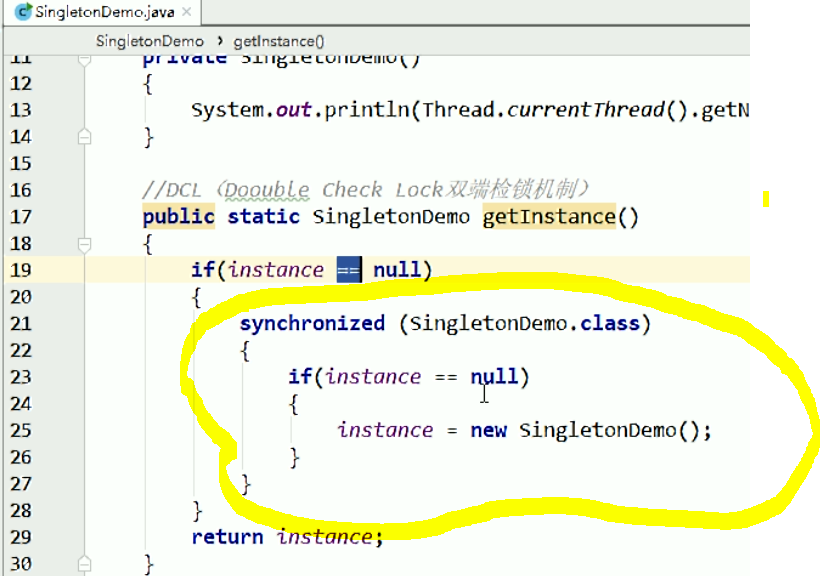 SingletonDemo.java ×
SingletonDemo › getInstance()
11 private SingletonDemo()
12 {
13 System.out.println(Thread.currentThread().getN
14 }
15
16 //DCL（Doouble Check Lock双端检锁机制）
17 public static SingletonDemo getInstance()
18 {
19 if(instance == null)
20 {
21 synchronized (SingletonDemo.class)
22 {
23 if(instance == null)
24 {
25 instance = new SingletonDemo();
26 }
27 }
28 }
29 return instance;
30 }